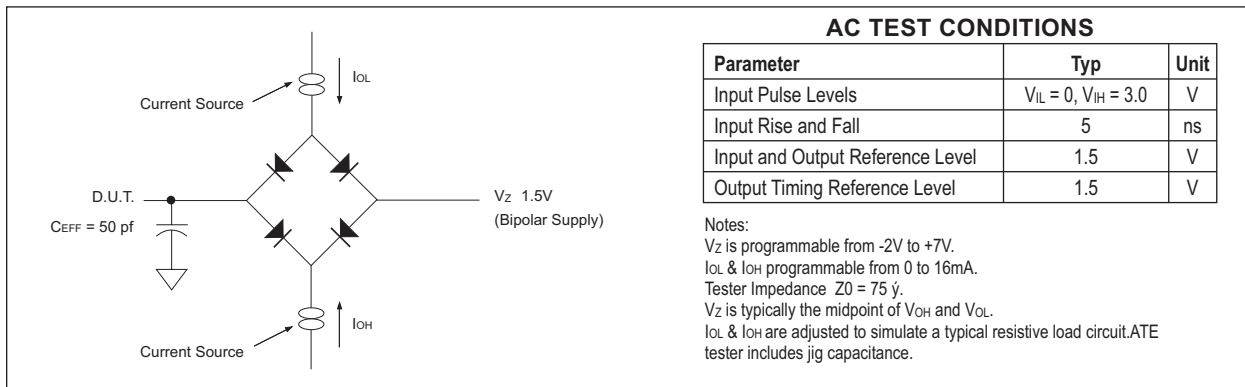 IOL
Current Source
D.U.T.
CEFF = 50 pf
VZ 1.5V
(Bipolar Supply)
IOH
Current Source
AC TEST CONDITIONS
Parameter Typ Unit
Input Pulse Levels VIL = 0, VIH = 3.0 V
Input Rise and Fall 5 ns
Input and Output Reference Level 1.5 V
Output Timing Reference Level 1.5 V
Notes:
VZ is programmable from -2V to +7V.
IOL & IOH programmable from 0 to 16mA.
Tester Impedance Z0 = 75 ý.
VZ is typically the midpoint of VOH and VOL.
IOL & IOH are adjusted to simulate a typical resistive load circuit.ATE
tester includes jig capacitance.